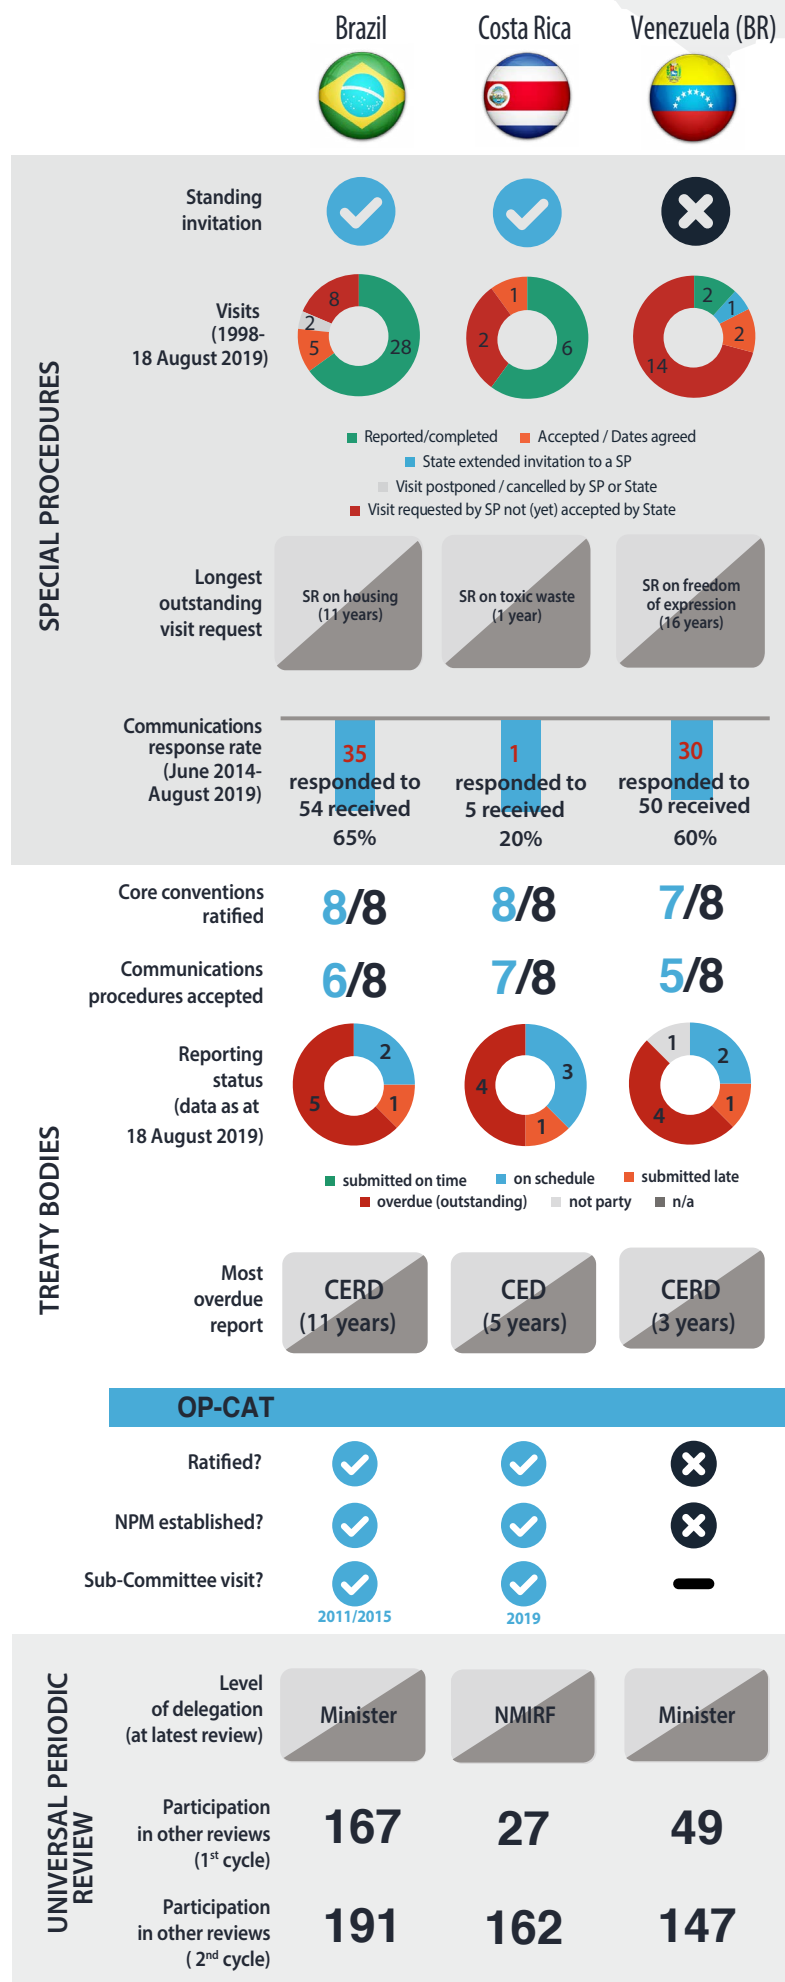 Brazil
Costa Rica
Venezuela (BR)
SPECIAL PROCEDURES
Standing
invitation
Visits
(1998-
18 August 2019)
8
2
5
28
1
2
6
2
1
2
14
Reported/completed
Accepted / Dates agreed
State extended invitation to a SP
Visit postponed / cancelled by SP or State
Visit requested by SP not (yet) accepted by State
Longest
outstanding
visit request
SR on housing
(11 years)
SR on toxic waste
(1 year)
SR on freedom
of expression
(16 years)
Communications
response rate
(June 2014-
August 2019)
35
responded to
54 received
65%
1
responded to
5 received
20%
30
responded to
50 received
60%
TREATY BODIES
Core conventions
ratified
8/8
8/8
7/8
Communications
procedures accepted
6/8
7/8
5/8
Reporting
status
(data as at
18 August 2019)
2
1
5
3
1
4
1
2
1
4
submitted on time
on schedule
submitted late
overdue (outstanding)
not party
n/a
Most
overdue
report
CERD
(11 years)
CED
(5 years)
CERD
(3 years)
OP-CAT
Ratified?
NPM established?
Sub-Committee visit?
2011/2015
2019
UNIVERSAL PERIODIC
REVIEW
Level
of delegation
(at latest review)
Minister
NMIRF
Minister
Participation
in other reviews
(1st cycle)
167
27
49
Participation
in other reviews
( 2nd cycle)
191
162
147